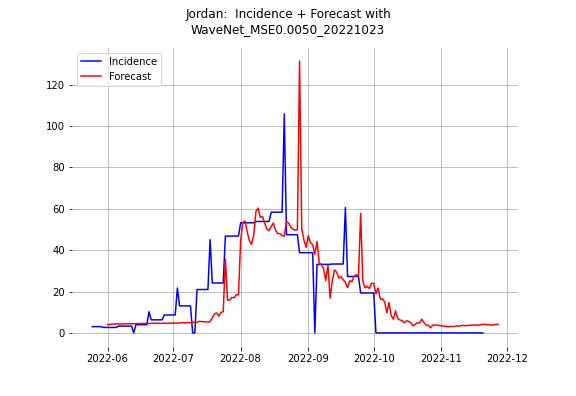 Jordan:  Incidence + Forecast with
WaveNet_MSE0.0050_20221023
Incidence
Forecast
120
100
80
60
40
20
0
2022-06 2022-07 2022-08 2022-09 2022-10 2022-11 2022-12